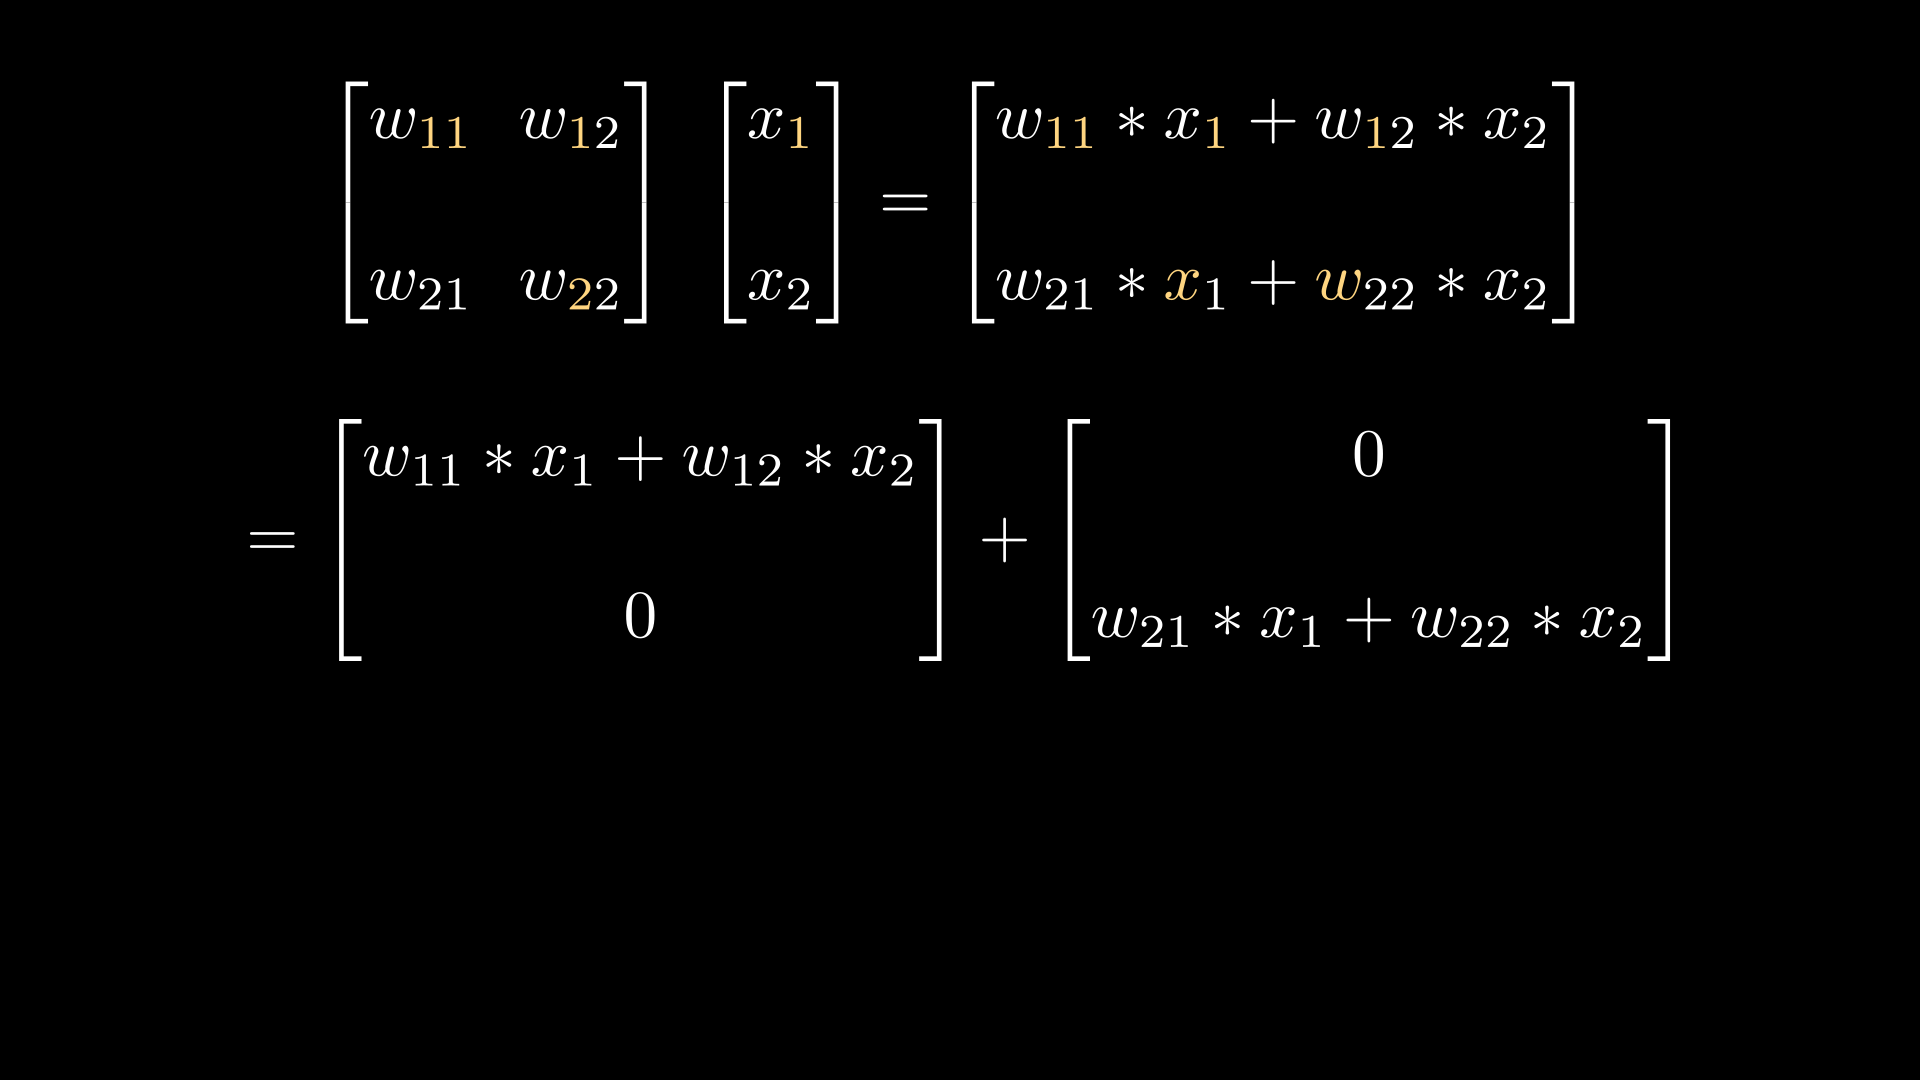 [w₁₁ w₁₂] [x₁] = [w₁₁ * x₁ + w₁₂ * x₂]
[w₂₁ w₂₂] [x₂] [w₂₁ * x₁ + w₂₂ * x₂]
= [w₁₁ * x₁ + w₁₂ * x₂] + [0]
[0] [w₂₁ * x₁ + w₂₂ * x₂]